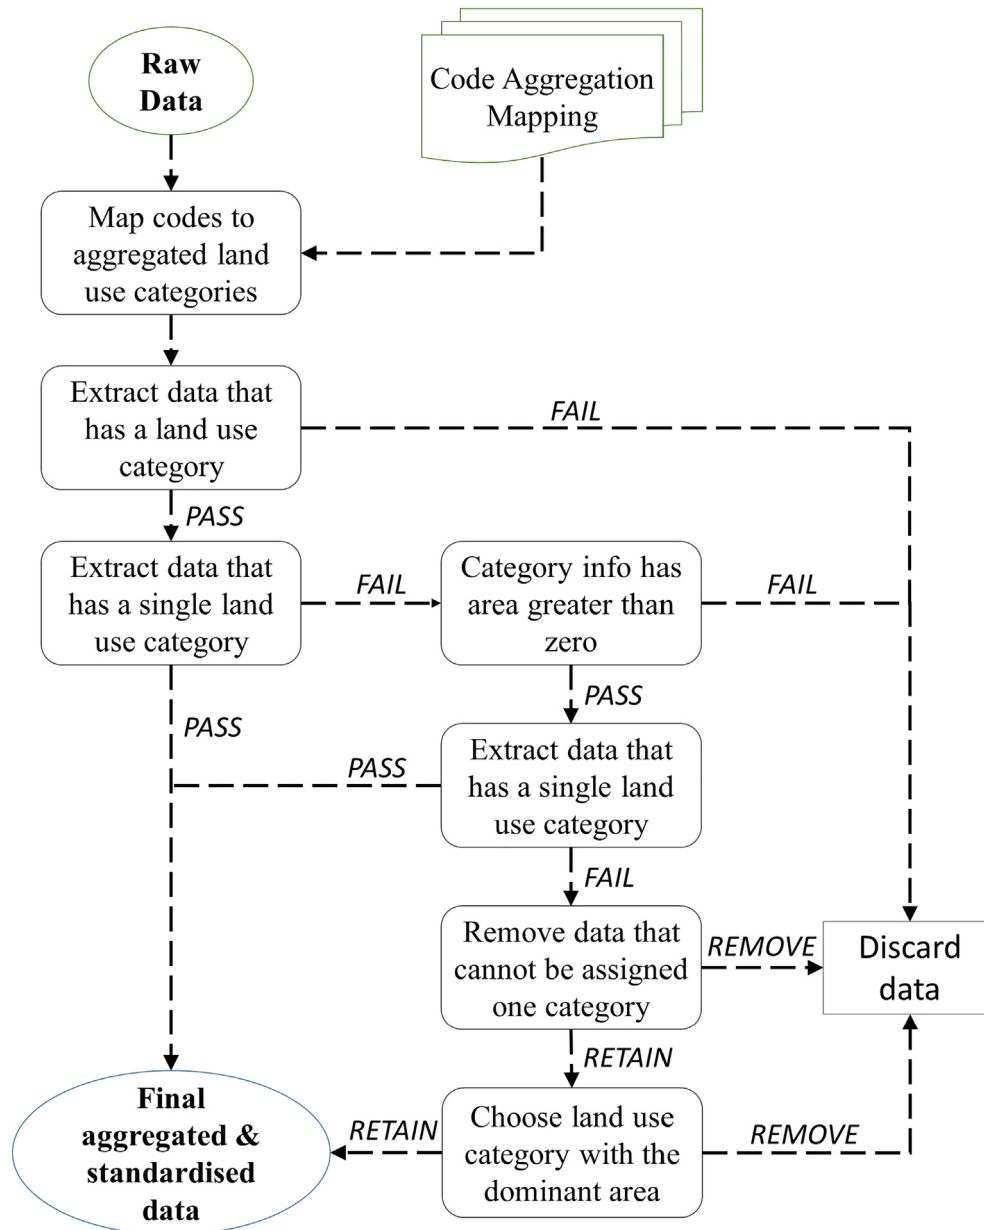 Raw
Data
Code Aggregation
Mapping
Map codes to
aggregated land
use categories
Extract data that
has a land use
category
FAIL
PASS
Extract data that
has a single land
use category
FAIL
Category info has
area greater than
zero
FAIL
PASS
PASS
Extract data that
has a single land
use category
PASS
FAIL
Remove data that
cannot be assigned
one category
REMOVE
Discard
data
RETAIN
Choose land use
category with the
dominant area
REMOVE
RETAIN
Final
aggregated &
standardised
data